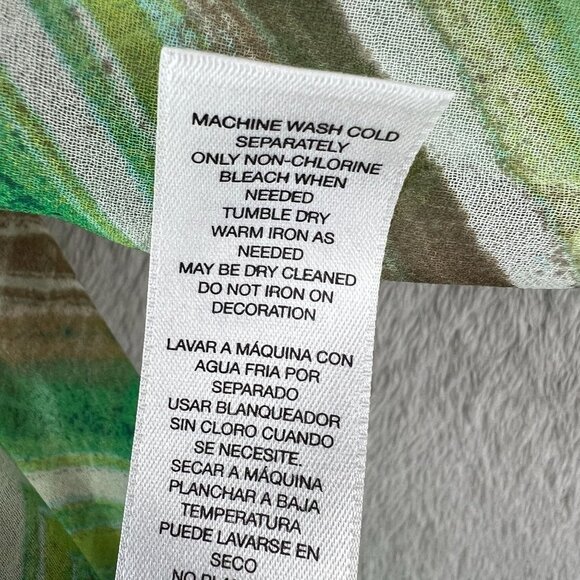 MACHINE WASH COLD
SEPARATELY
ONLY NON-CHLORINE
BLEACH WHEN
NEEDED
TUMBLE DRY
WARM IRON AS
NEEDED
MAY BE DRY CLEANED
DO NOT IRON ON
DECORATION
LAVAR A MÁQUINA CON
AGUA FRIA POR
SEPARADO
USAR BLANQUEADOR
SIN CLORO CUANDO
SE NECESITE.
SECAR A MÁQUINA
PLANCHAR A BAJA
TEMPERATURA
PUEDE LAVARSE EN
SECO
NO